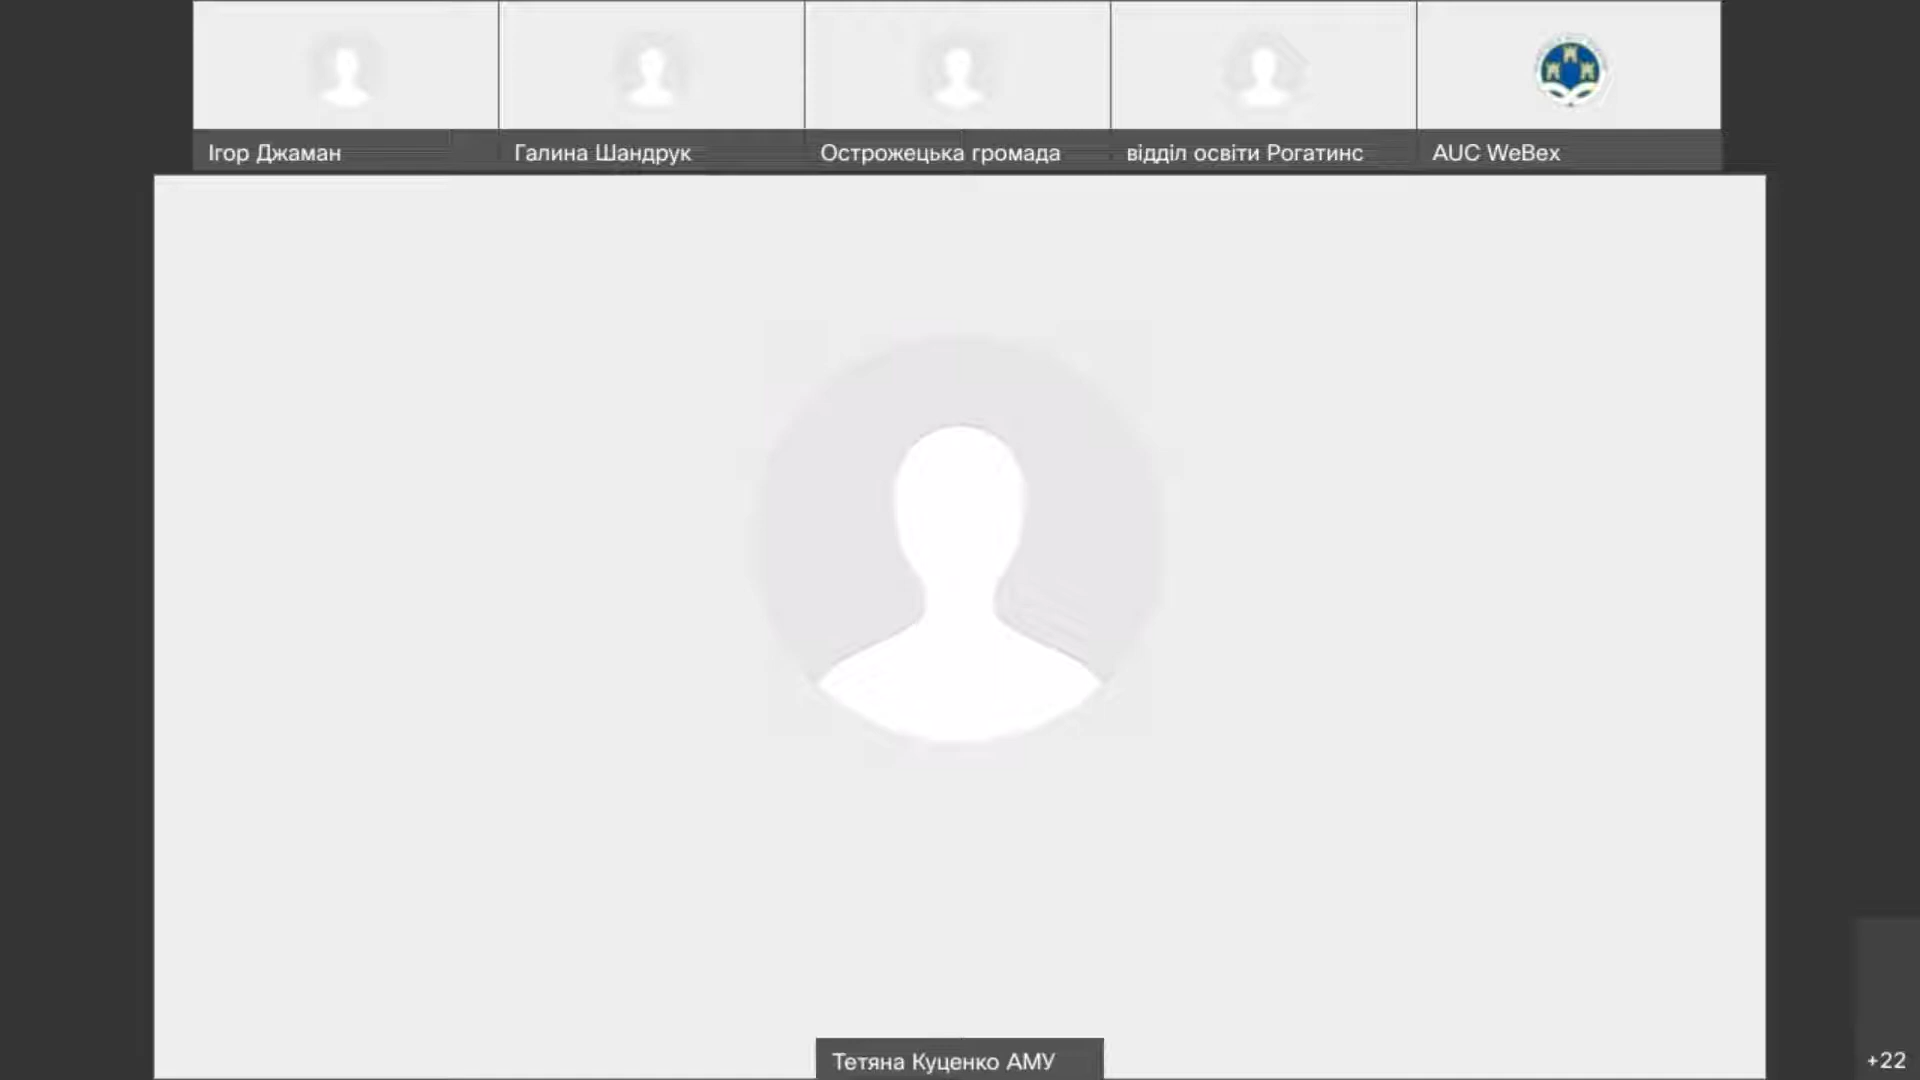 Ігор Джаман
Галина Шандрук
Острожецька громада
відділ освіти Рогатинс
AUC WeBex
Тетяна Куценко АМУ
+22